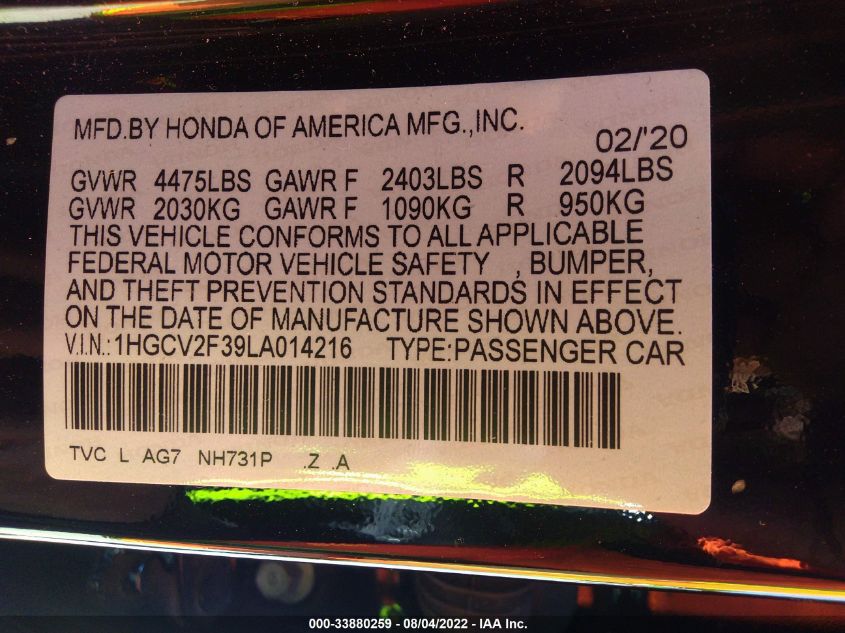 MFD.BY HONDA OF AMERICA MFG.,INC.
02/'20
GVWR 4475LBS GAWR F 2403LBS R 2094LBS
GVWR 2030KG GAWR F 1090KG R 950KG
THIS VEHICLE CONFORMS TO ALL APPLICABLE
FEDERAL MOTOR VEHICLE SAFETY , BUMPER,
AND THEFT PREVENTION STANDARDS IN EFFECT
ON THE DATE OF MANUFACTURE SHOWN ABOVE.
V.I.N.:1HGCV2F39LA014216 TYPE:PASSENGER CAR
TVC L AG7 NH731P .Z .A
000-33880259 - 08/04/2022 - IAA Inc.